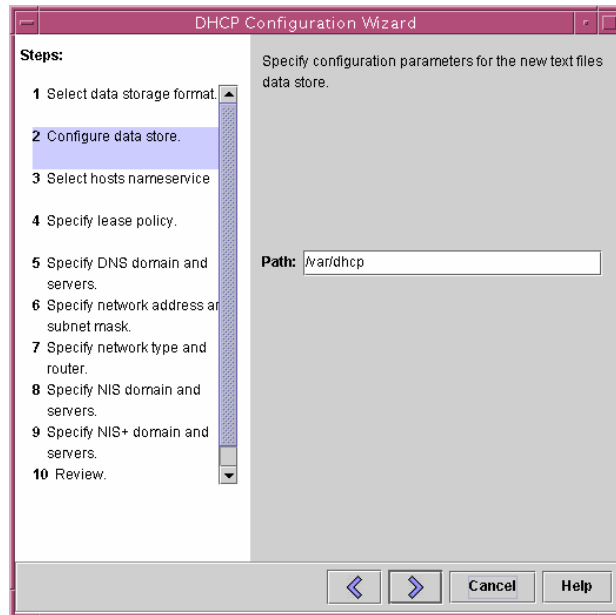 DHCP Configuration Wizard
Steps:
1 Select data storage format.
2 Configure data store.
3 Select hosts nameservice
4 Specify lease policy.
5 Specify DNS domain and
servers.
6 Specify network address ar
subnet mask.
7 Specify network type and
router.
8 Specify NIS domain and
servers.
9 Specify NIS+ domain and
servers.
10 Review.
Specify configuration parameters for the new text files
data store.
Path: /var/dhcp
Cancel Help